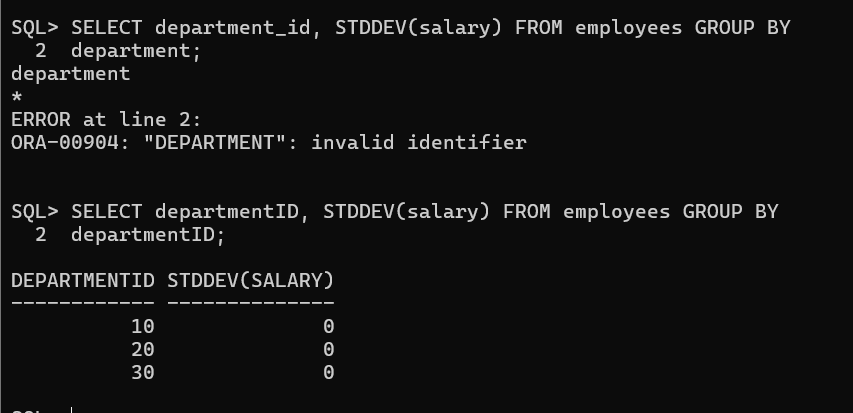 SQL> SELECT department_id, STDDEV(salary) FROM employees GROUP BY
  2  department;
department
*
ERROR at line 2:
ORA-00904: "DEPARTMENT": invalid identifier
SQL> SELECT departmentID, STDDEV(salary) FROM employees GROUP BY
  2  departmentID;
DEPARTMENTID STDDEV(SALARY)
------------ --------------
          10              0
          20              0
          30              0